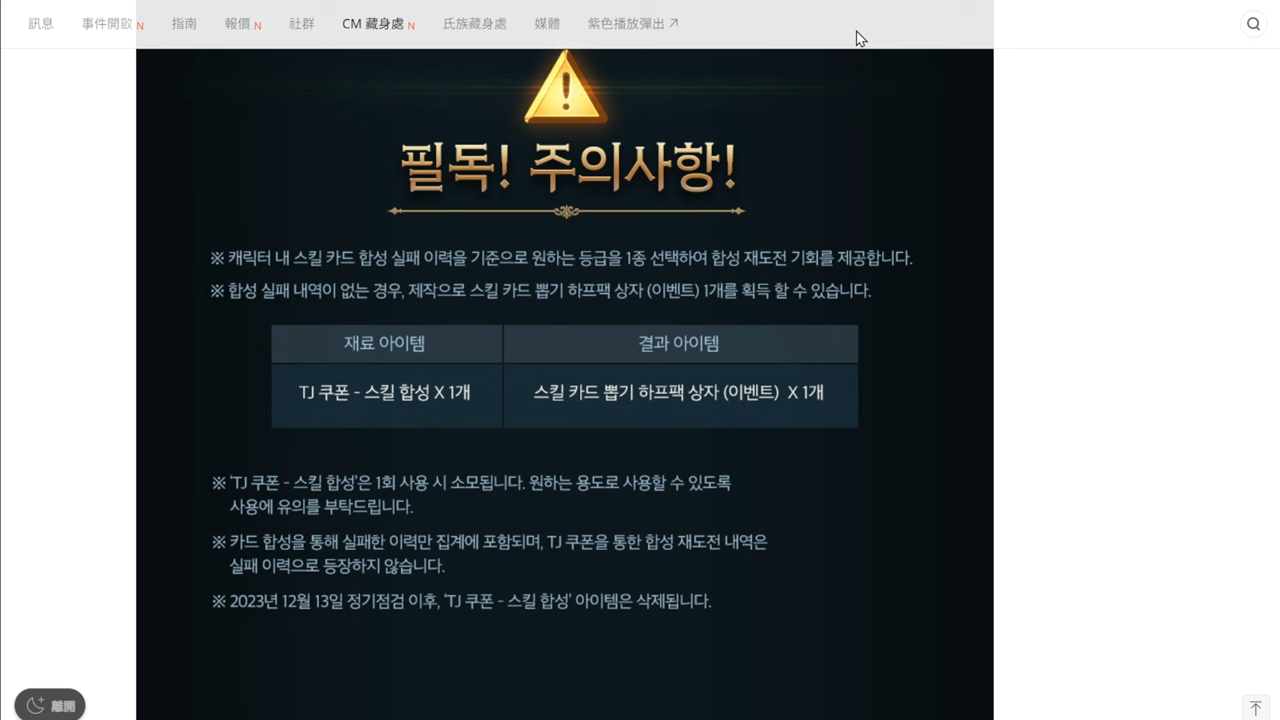 訊息 事件開啟 N 指南 報價 N 社群 CM 藏身處 N 氏族藏身處 媒體 紫色播放彈出
필독! 주의사항!
※ 캐릭터 내 스킬 카드 합성 실패 이력을 기준으로 원하는 등급을 1종 선택하여 합성 재도전 기회를 제공합니다.
※ 합성 실패 내역이 없는 경우, 제작으로 스킬 카드 뽑기 하프팩 상자 (이벤트) 1개를 획득 할 수 있습니다.
재료 아이템 결과 아이템
TJ 쿠폰 - 스킬 합성 X 1개 스킬 카드 뽑기 하프팩 상자 (이벤트) X 1개
※ 'TJ 쿠폰 - 스킬 합성'은 1회 사용 시 소모됩니다. 원하는 용도로 사용할 수 있도록
사용에 유의를 부탁드립니다.
※ 카드 합성을 통해 실패한 이력만 집계에 포함되며, TJ 쿠폰을 통한 합성 재도전 내역은
실패 이력으로 등장하지 않습니다.
※ 2023년 12월 13일 정기점검 이후, 'TJ 쿠폰 - 스킬 합성' 아이템은 삭제됩니다.
離開